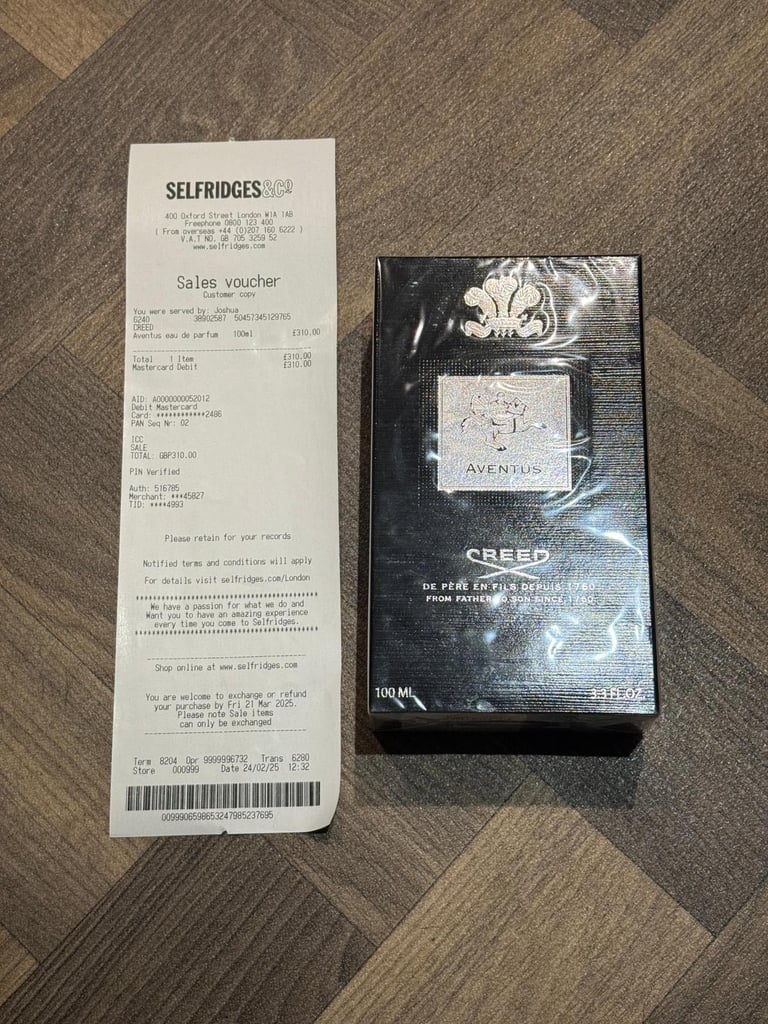 SELFRIDGES&Cº
400 Oxford Street London W1A 1AB
Freephone 0800 123 400
( From overseas +44 (0)207 160 6222 )
V.A.T NO. GB 705 3259 52
www.selfridges.com
Sales voucher
Customer copy
You were served by: Joshua
6240 38902587 50457345129765
CREED
Aventus eau de parfum 100ml £310.00
Total 1 Item £310.00
Mastercard Debit £310.00
AID: A0000000052012
Debit Mastercard
Card: ************2486
PAN Seq Nr: 02
ICC
SALE
TOTAL: GBP310.00
PIN Verified
Auth: 516785
Merchant: ***45827
TID: ****4993
Please retain for your records
Notified terms and conditions will apply
For details visit selfridges.com/London
We have a passion for what we do and
Want you to have an amazing experience
every time you come to Selfridges.
Shop online at www.selfridges.com
You are welcome to exchange or refund
your purchase by Fri 21 Mar 2025.
Please note Sale items
can only be exchanged
Term 8204 Opr 9999996732 Trans 6280
Store 000999 Date 24/02/25 12:32
0099906598653247985237695
AVENTUS
CREED
DE PÈRE EN FILS DEPUIS 1760
FROM FATHER TO SON SINCE 1760
100 ML 3.3 FL.OZ.